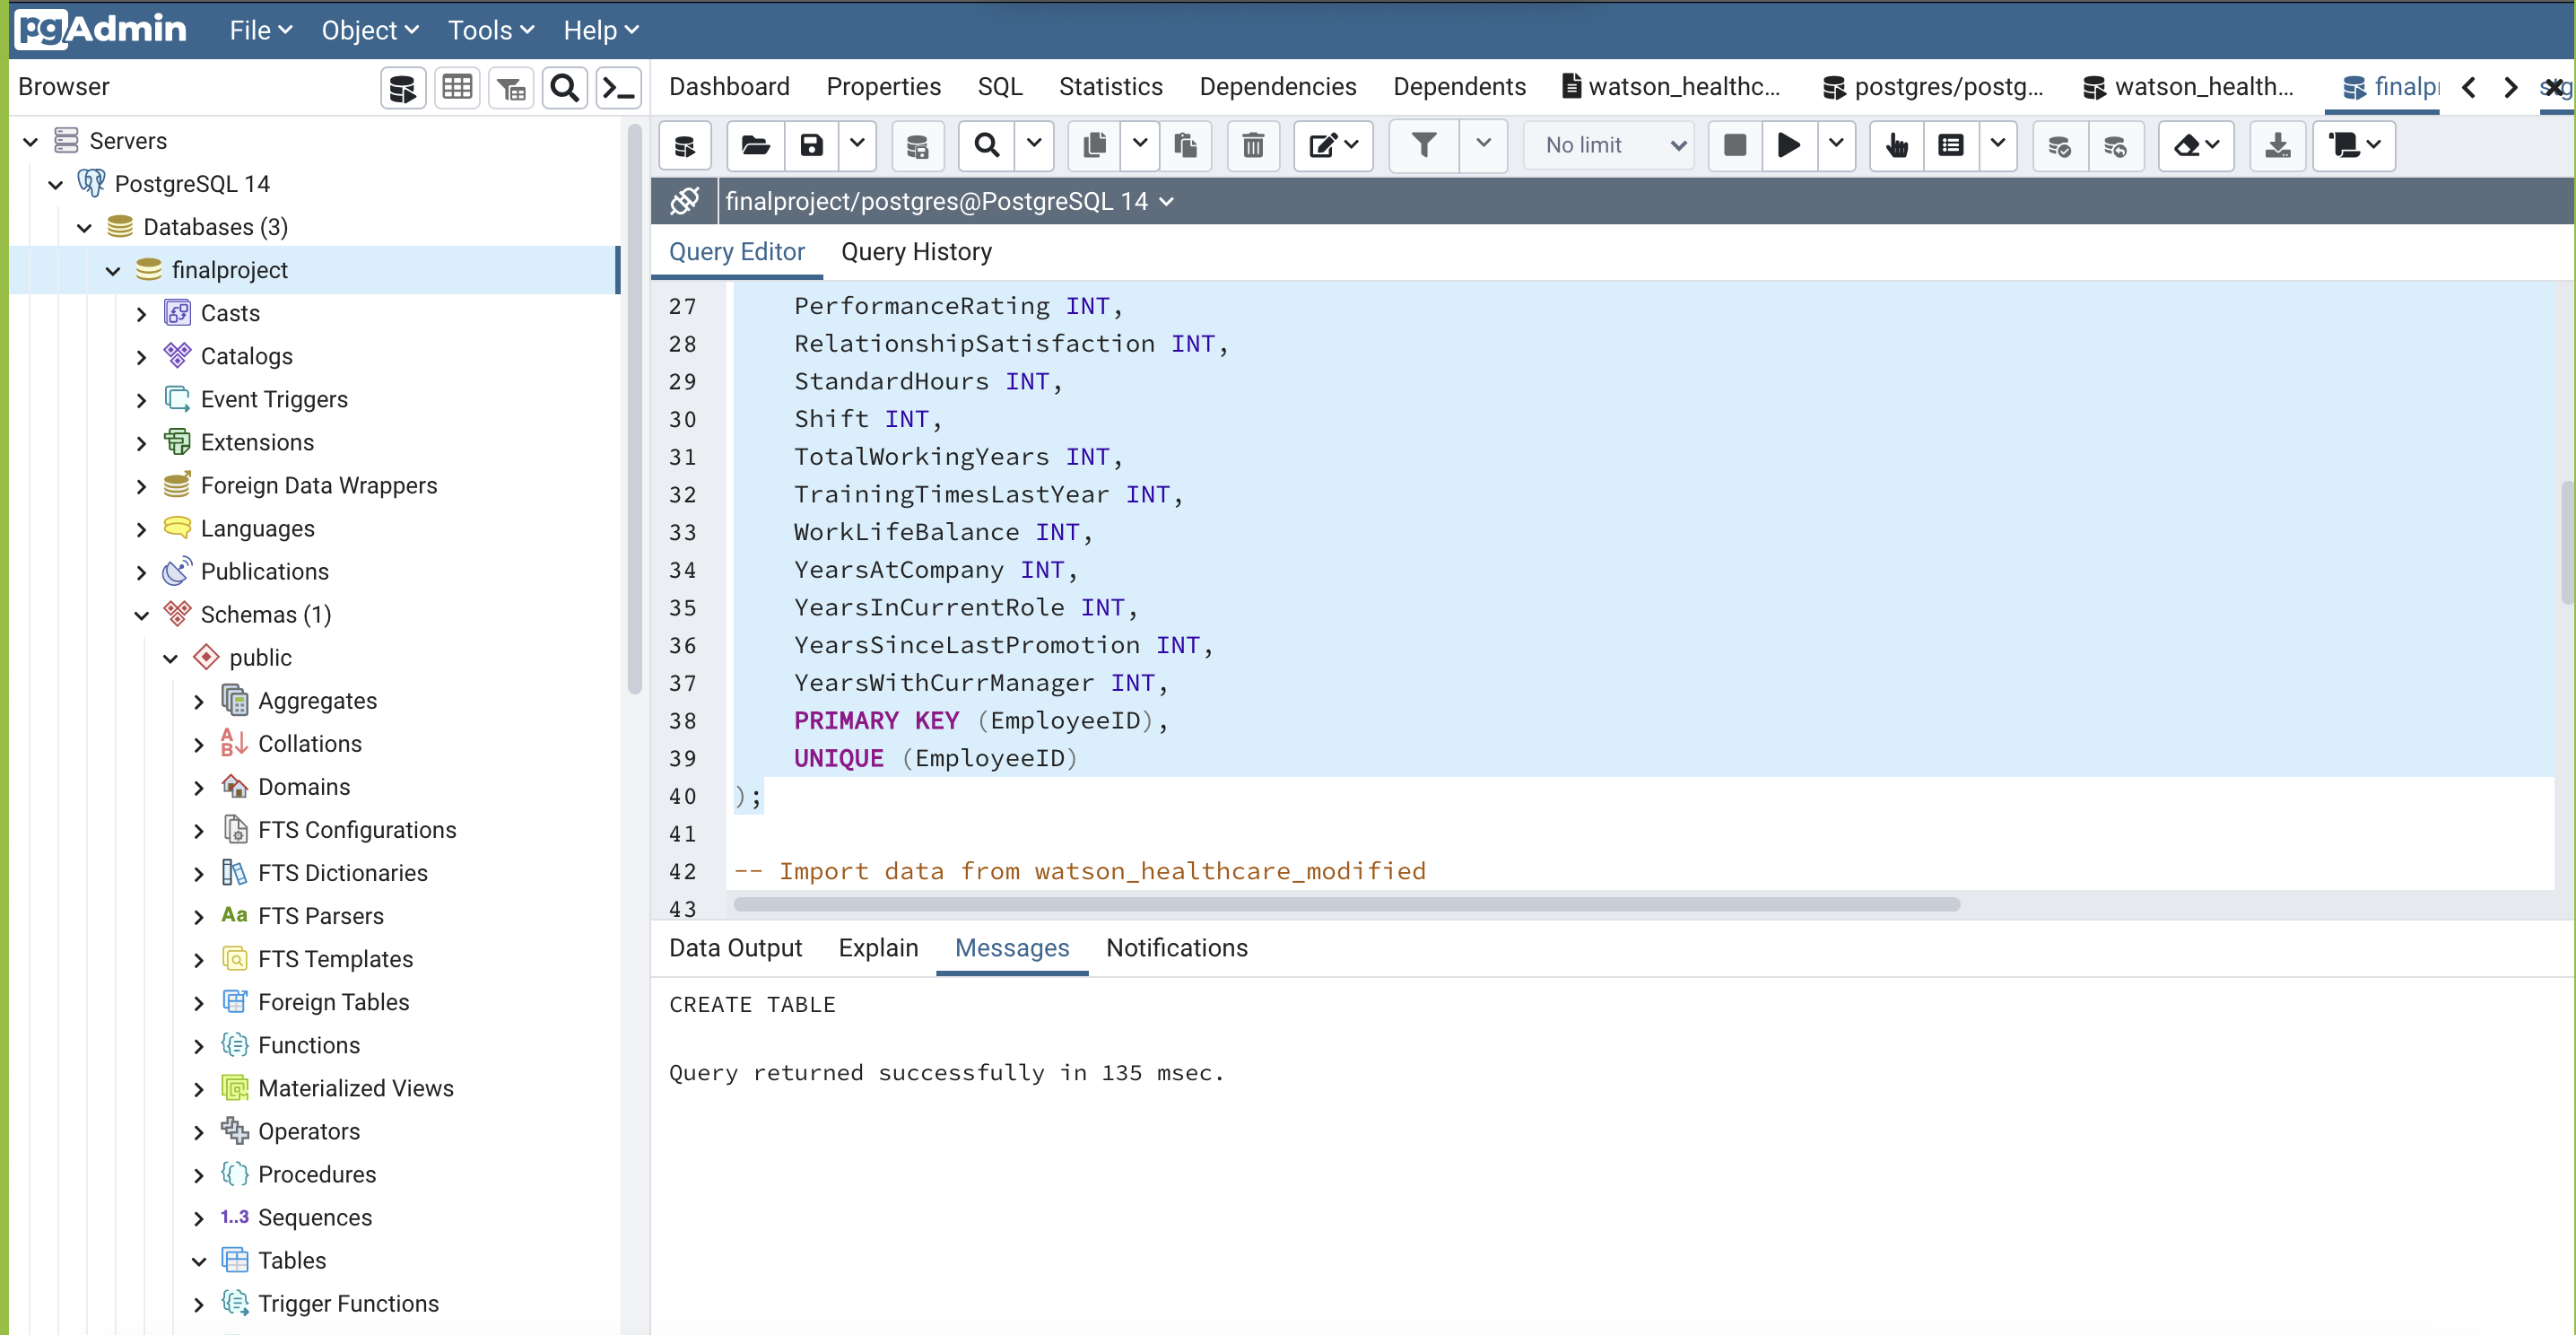 pgAdmin File Object Tools Help
Browser
Dashboard Properties SQL Statistics Dependencies Dependents watson_healthc... postgres/postg... watson_health... finalp
Servers
PostgreSQL 14
Databases (3)
finalproject
Casts
Catalogs
Event Triggers
Extensions
Foreign Data Wrappers
Languages
Publications
Schemas (1)
public
Aggregates
Collations
Domains
FTS Configurations
FTS Dictionaries
Aa FTS Parsers
FTS Templates
Foreign Tables
Functions
Materialized Views
Operators
Procedures
1..3 Sequences
Tables
Trigger Functions
No limit
finalproject/postgres@PostgreSQL 14
Query Editor Query History
27 PerformanceRating INT,
28 RelationshipSatisfaction INT,
29 StandardHours INT,
30 Shift INT,
31 TotalWorkingYears INT,
32 TrainingTimesLastYear INT,
33 WorkLifeBalance INT,
34 YearsAtCompany INT,
35 YearsInCurrentRole INT,
36 YearsSinceLastPromotion INT,
37 YearsWithCurrManager INT,
38 PRIMARY KEY (EmployeeID),
39 UNIQUE (EmployeeID)
40 );
41
42 -- Import data from watson_healthcare_modified
43
Data Output Explain Messages Notifications
CREATE TABLE
Query returned successfully in 135 msec.